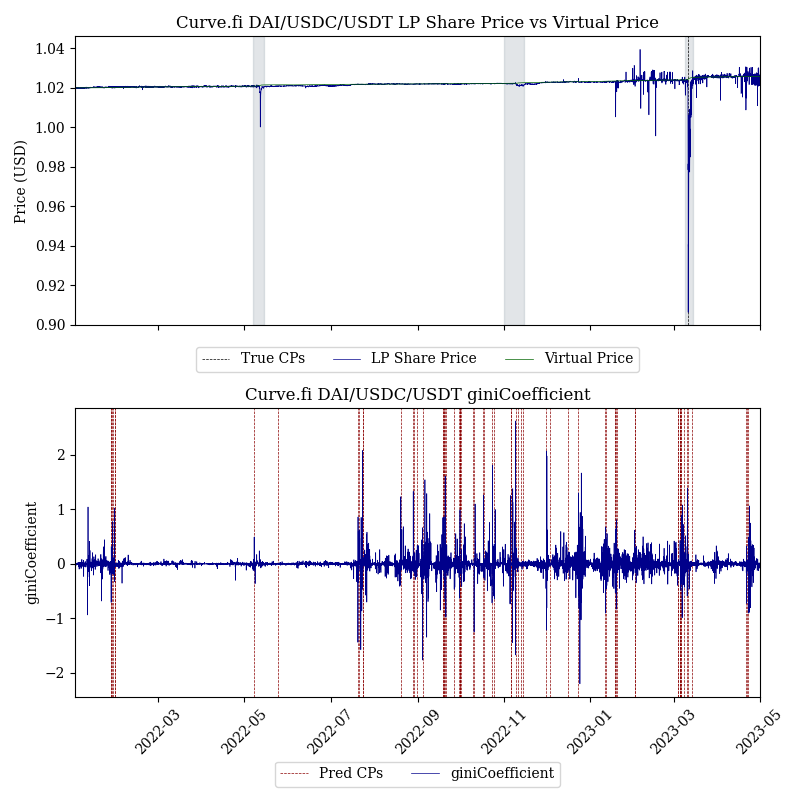 Curve.fi DAI/USDC/USDT LP Share Price vs Virtual Price
1.04
1.02
1.00
0.98
0.96
0.94
0.92
0.90
Price (USD)
True CPs LP Share Price Virtual Price
Curve.fi DAI/USDC/USDT giniCoefficient
2
1
0
−1
−2
giniCoefficient
2022-03 2022-05 2022-07 2022-09 2022-11 2023-01 2023-03 2023-05
Pred CPs giniCoefficient